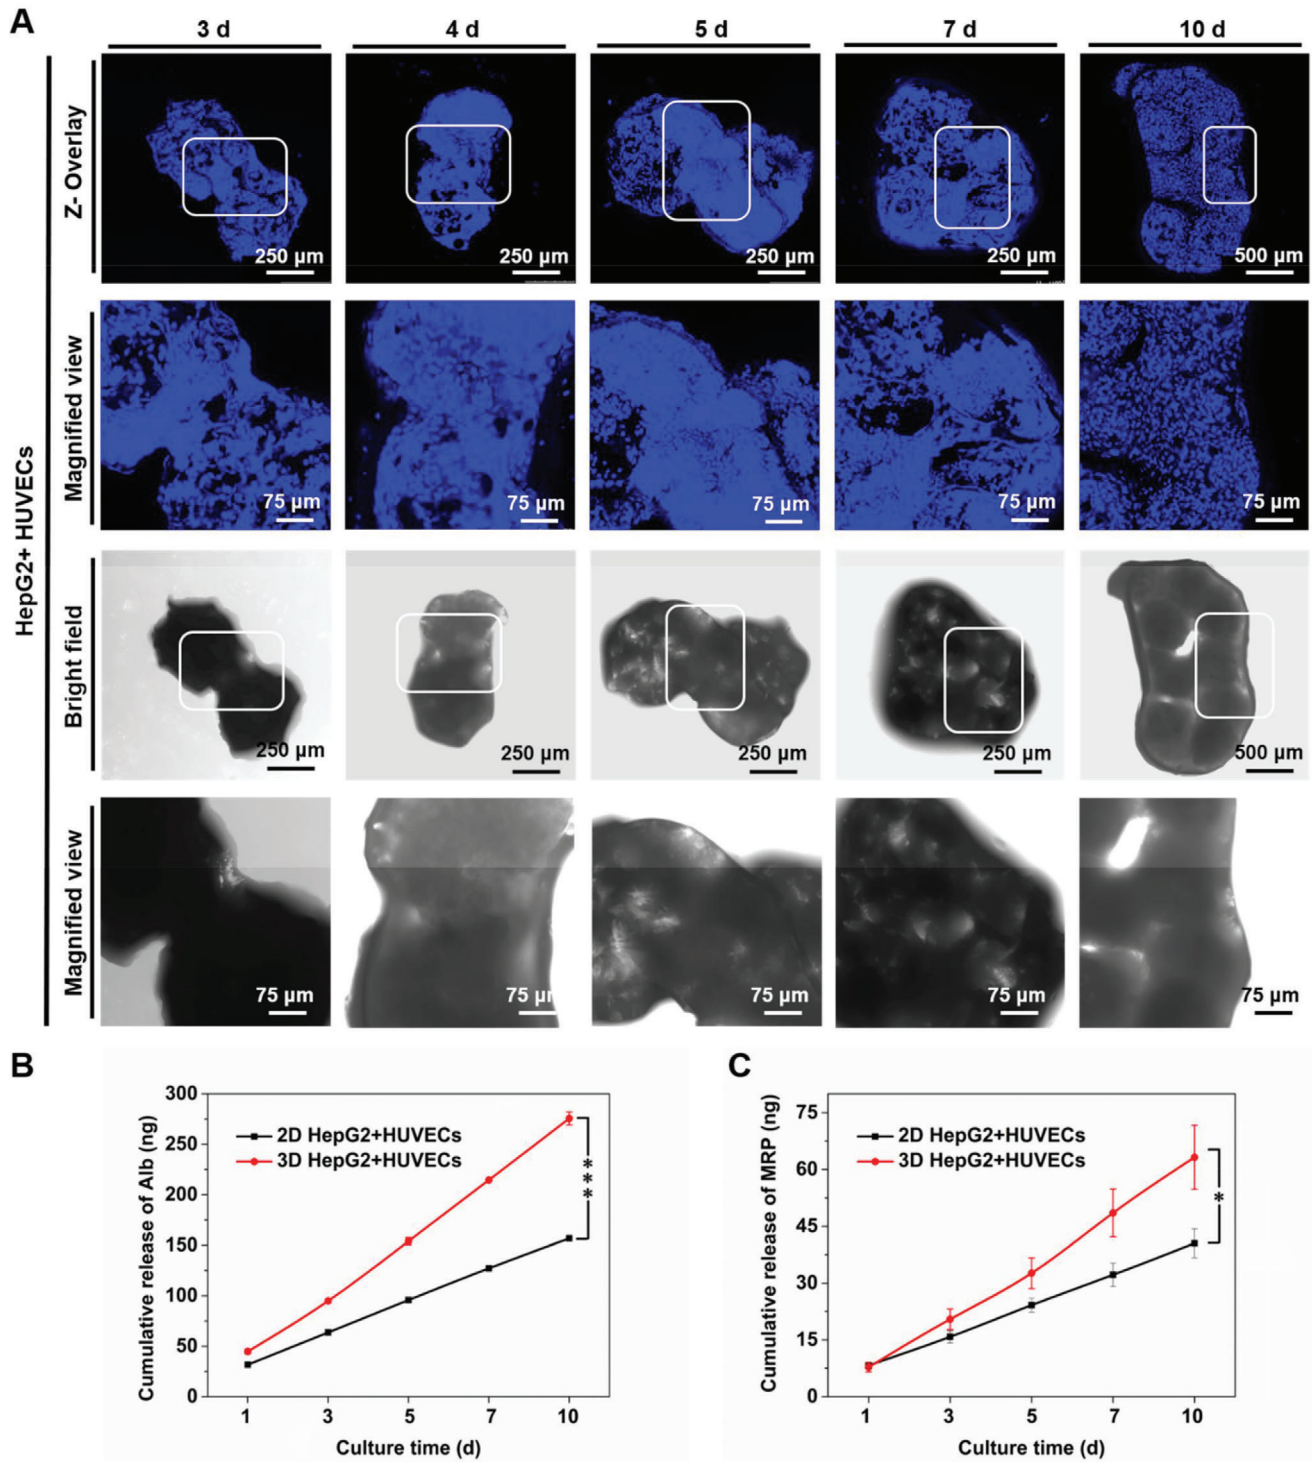 A
3 d
4 d
5 d
7 d
10 d
HepG2+ HUVECs
Z- Overlay
250 µm
250 µm
250 µm
250 µm
500 µm
Magnified view
75 µm
75 µm
75 µm
75 µm
75 µm
Bright field
250 µm
250 µm
250 µm
250 µm
500 µm
Magnified view
75 µm
75 µm
75 µm
75 µm
75 µm
B
Cumulative release of Alb (ng)
300
250
200
150
100
50
0
2D HepG2+HUVECs
3D HepG2+HUVECs
***
1 3 5 7 10
Culture time (d)
C
Cumulative release of MRP (ng)
75
60
45
30
15
0
2D HepG2+HUVECs
3D HepG2+HUVECs
*
1 3 5 7 10
Culture time (d)